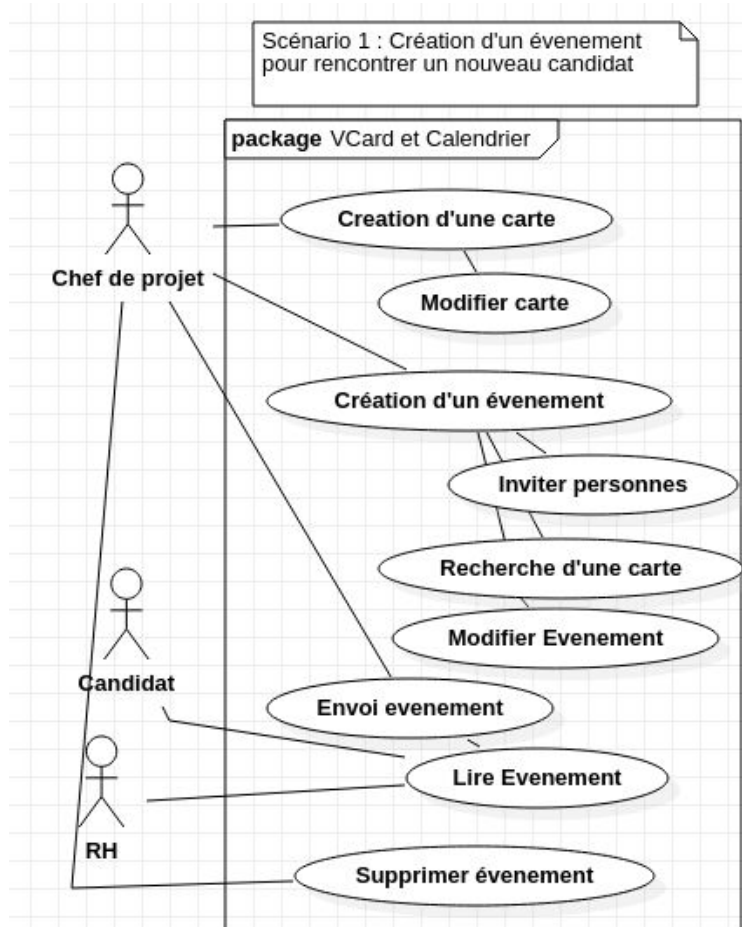 Scénario 1 : Création d'un évenement
pour rencontrer un nouveau candidat
package VCard et Calendrier
Creation d'une carte
Chef de projet
Modifier carte
Création d'un évenement
Inviter personnes
Recherche d'une carte
Modifier Evenement
Candidat
Envoi evenement
Lire Evenement
RH
Supprimer évenement